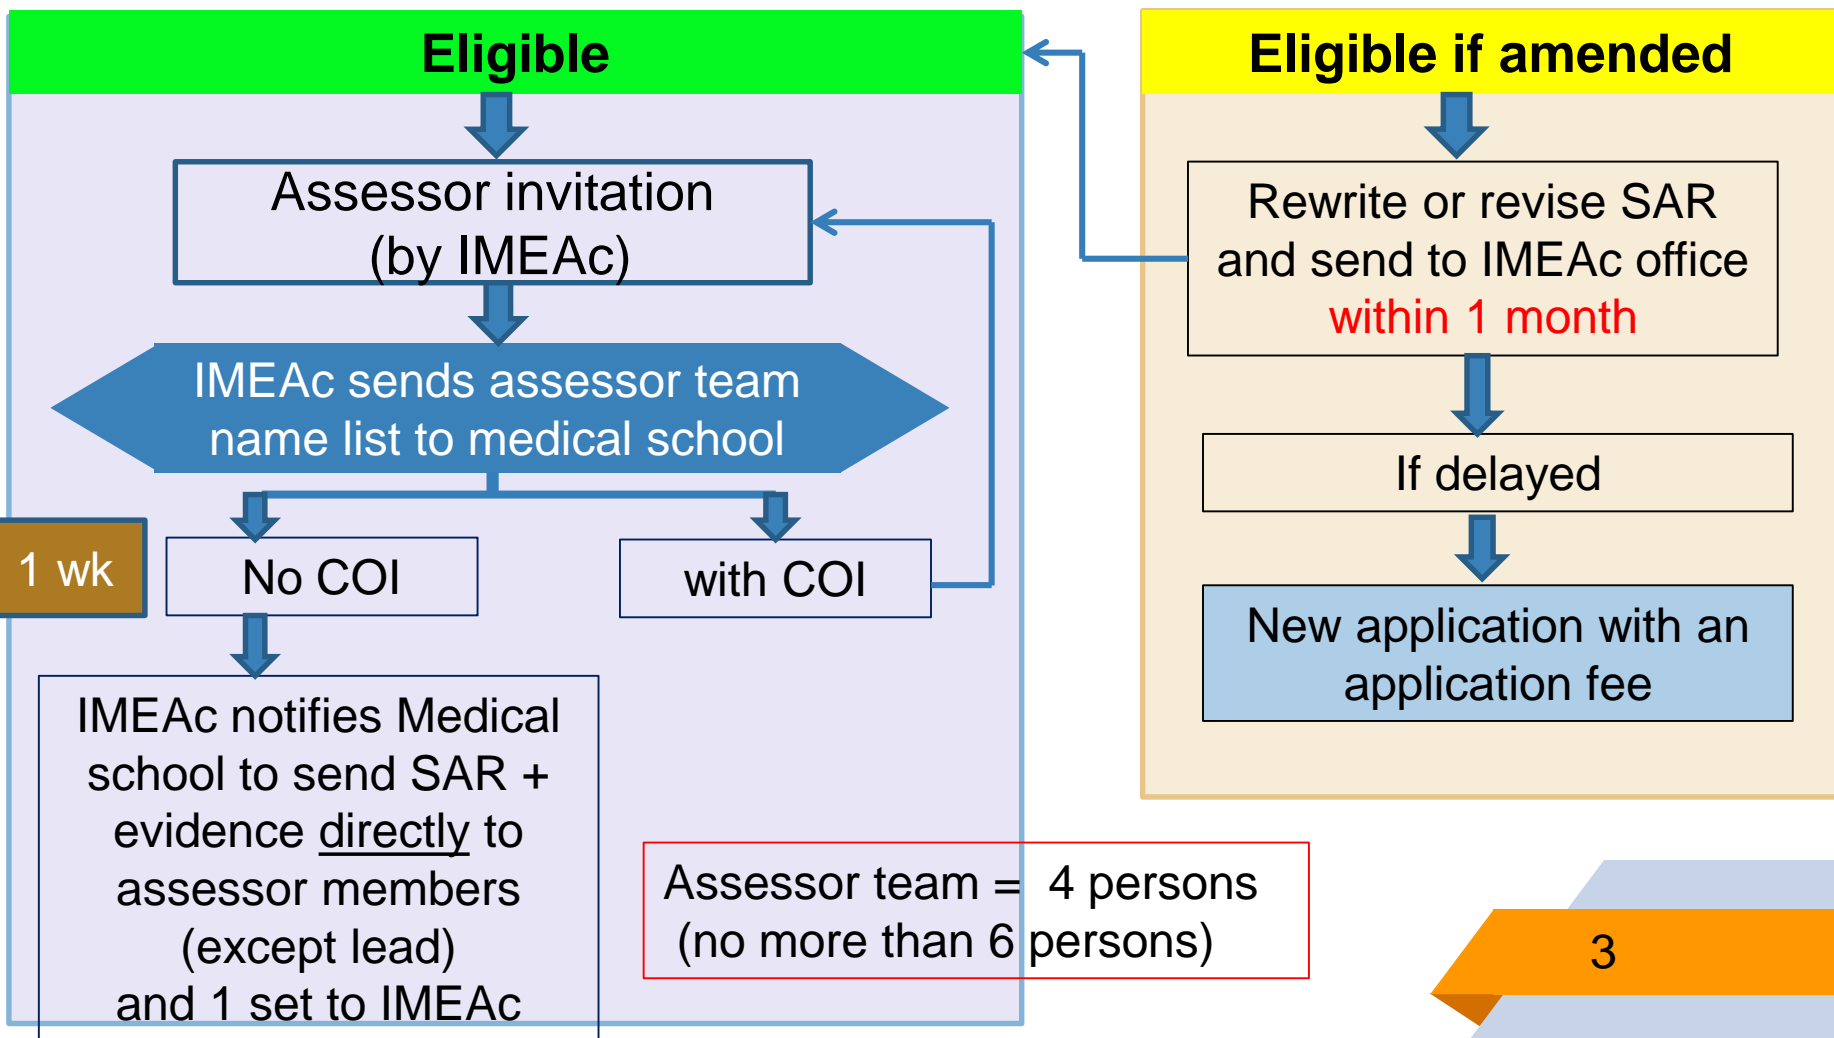 Eligible
Assessor invitation
(by IMEAc)
IMEAc sends assessor team
name list to medical school
1 wk
No COI
with COI
IMEAc notifies Medical
school to send SAR +
evidence directly to
assessor members
(except lead)
and 1 set to IMEAc
Assessor team =  4 persons
(no more than 6 persons)
Eligible if amended
Rewrite or revise SAR
and send to IMEAc office
within 1 month
If delayed
New application with an
application fee
3